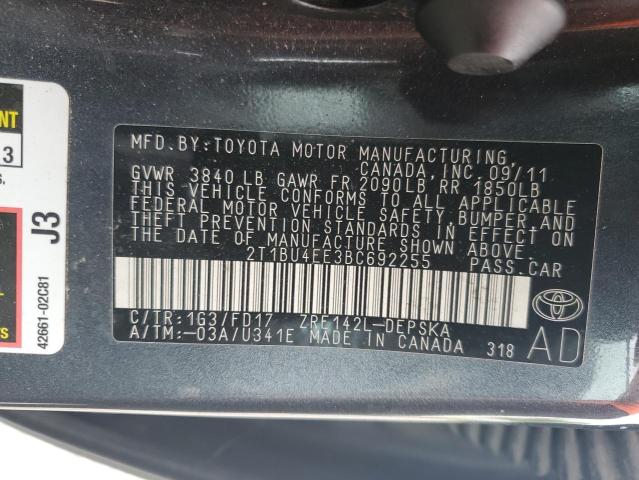 MFD.BY:TOYOTA MOTOR MANUFACTURING,
CANADA, INC. 09/11
GVWR 3840 LB GAWR FR 2090LB RR 1850LB
THIS VEHICLE CONFORMS TO ALL APPLICABLE
FEDERAL MOTOR VEHICLE SAFETY, BUMPER, AND
THEFT PREVENTION STANDARDS IN EFFECT ON
THE DATE OF MANUFACTURE SHOWN ABOVE.
2T1BU4EE3BC692255 PASS.CAR
C/TR:1G3/FD17 ZRE142L-DEPSKA
A/TM:-03A/U341E MADE IN CANADA 318
AD
J3
42661-02C81